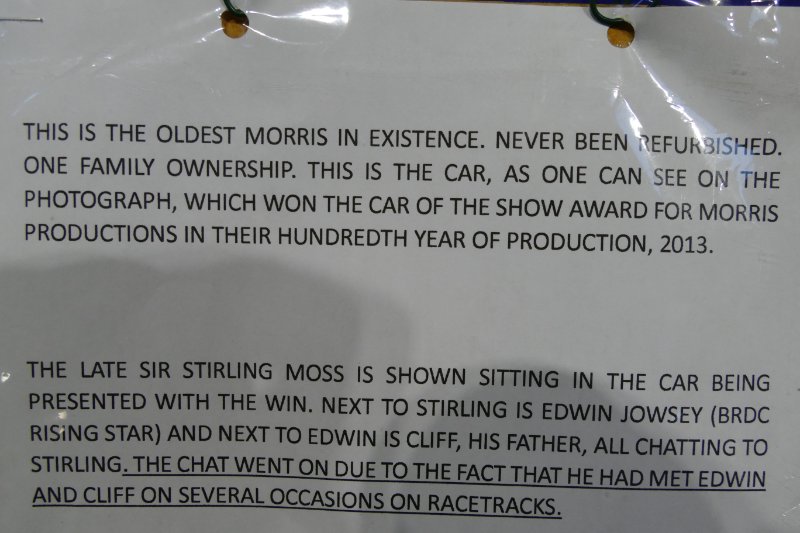 THIS IS THE OLDEST MORRIS IN EXISTENCE. NEVER BEEN REFURBISHED.
ONE FAMILY OWNERSHIP. THIS IS THE CAR, AS ONE CAN SEE ON THE
PHOTOGRAPH, WHICH WON THE CAR OF THE SHOW AWARD FOR MORRIS
PRODUCTIONS IN THEIR HUNDREDTH YEAR OF PRODUCTION, 2013.
THE LATE SIR STIRLING MOSS IS SHOWN SITTING IN THE CAR BEING
PRESENTED WITH THE WIN. NEXT TO STIRLING IS EDWIN JOWSEY (BRDC
RISING STAR) AND NEXT TO EDWIN IS CLIFF, HIS FATHER, ALL CHATTING TO
STIRLING. THE CHAT WENT ON DUE TO THE FACT THAT HE HAD MET EDWIN
AND CLIFF ON SEVERAL OCCASIONS ON RACETRACKS.